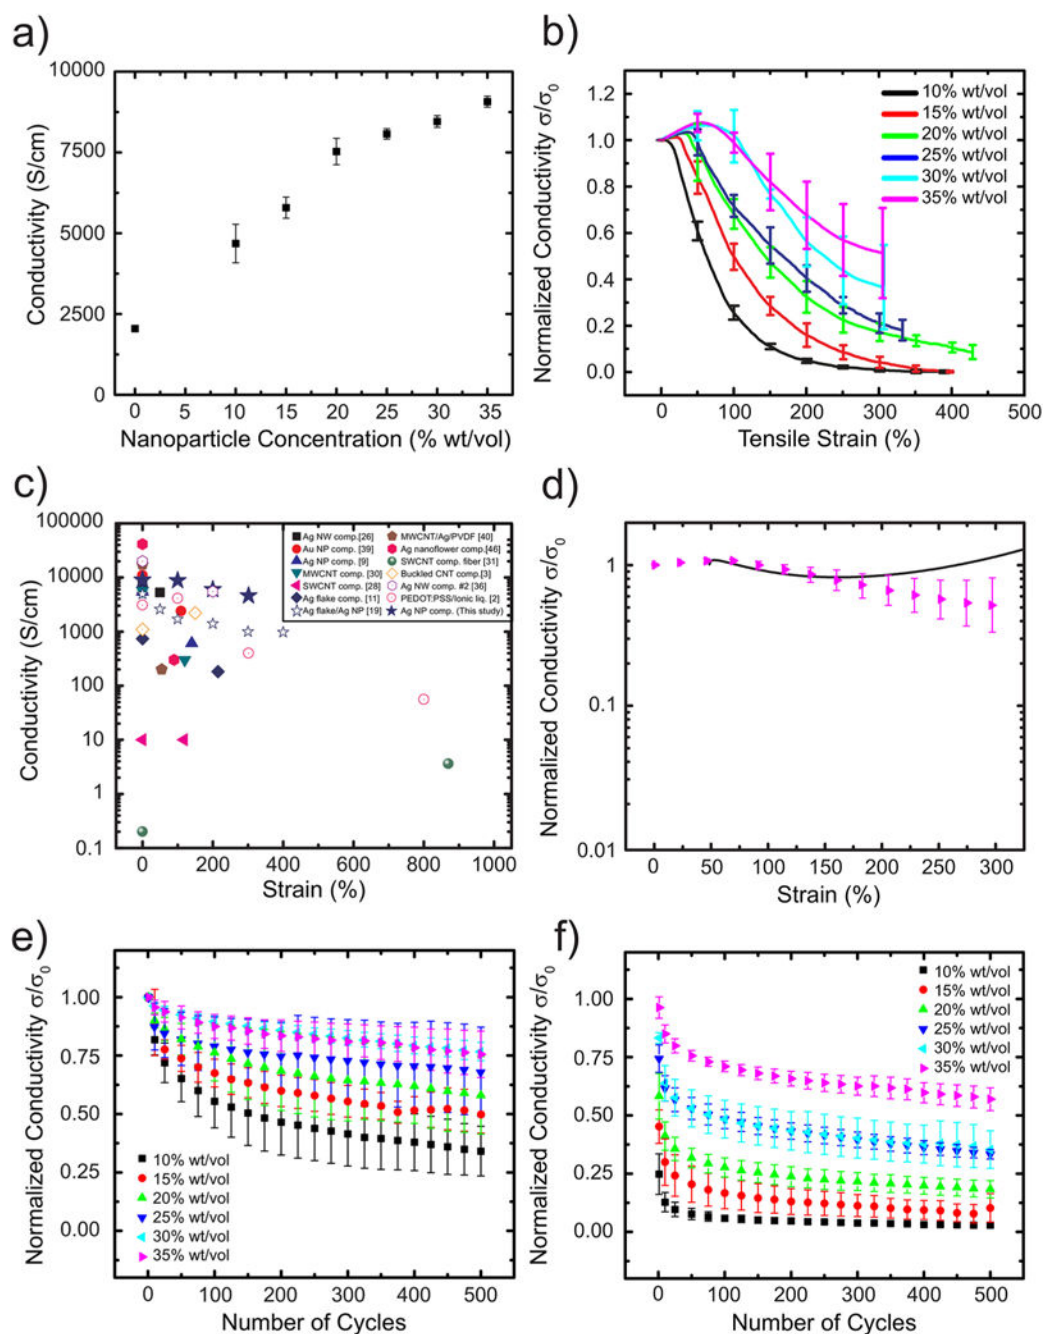 a)
10000
7500
5000
2500
0
Conductivity (S/cm)
0 5 10 15 20 25 30 35
Nanoparticle Concentration (% wt/vol)
b)
1.2
1.0
0.8
0.6
0.4
0.2
0.0
Normalized Conductivity σ/σ0
10% wt/vol
15% wt/vol
20% wt/vol
25% wt/vol
30% wt/vol
35% wt/vol
0 100 200 300 400 500
Tensile Strain (%)
c)
100000
10000
1000
100
10
1
0.1
Conductivity (S/cm)
Ag NW comp.[26]
Au NP comp. [39]
Ag NP comp. [9]
MWCNT comp. [30]
SWCNT comp. [28]
Ag flake comp. [11]
Ag flake/Ag NP [19]
MWCNT/Ag/PVDF [40]
Ag nanoflower comp.[46]
SWCNT comp. fiber [31]
Buckled CNT comp.[3]
Ag NW comp. #2 [36]
PEDOT:PSS/Ionic liq. [2]
Ag NP comp. (This study)
0 200 400 600 800 1000
Strain (%)
d)
1
0.1
0.01
Normalized Conductivity σ/σ0
0 50 100 150 200 250 300
Strain (%)
e)
1.00
0.75
0.50
0.25
0.00
Normalized Conductivity σ/σ0
10% wt/vol
15% wt/vol
20% wt/vol
25% wt/vol
30% wt/vol
35% wt/vol
0 100 200 300 400 500
Number of Cycles
f)
1.00
0.75
0.50
0.25
0.00
Normalized Conductivity σ/σ0
10% wt/vol
15% wt/vol
20% wt/vol
25% wt/vol
30% wt/vol
35% wt/vol
0 100 200 300 400 500
Number of Cycles